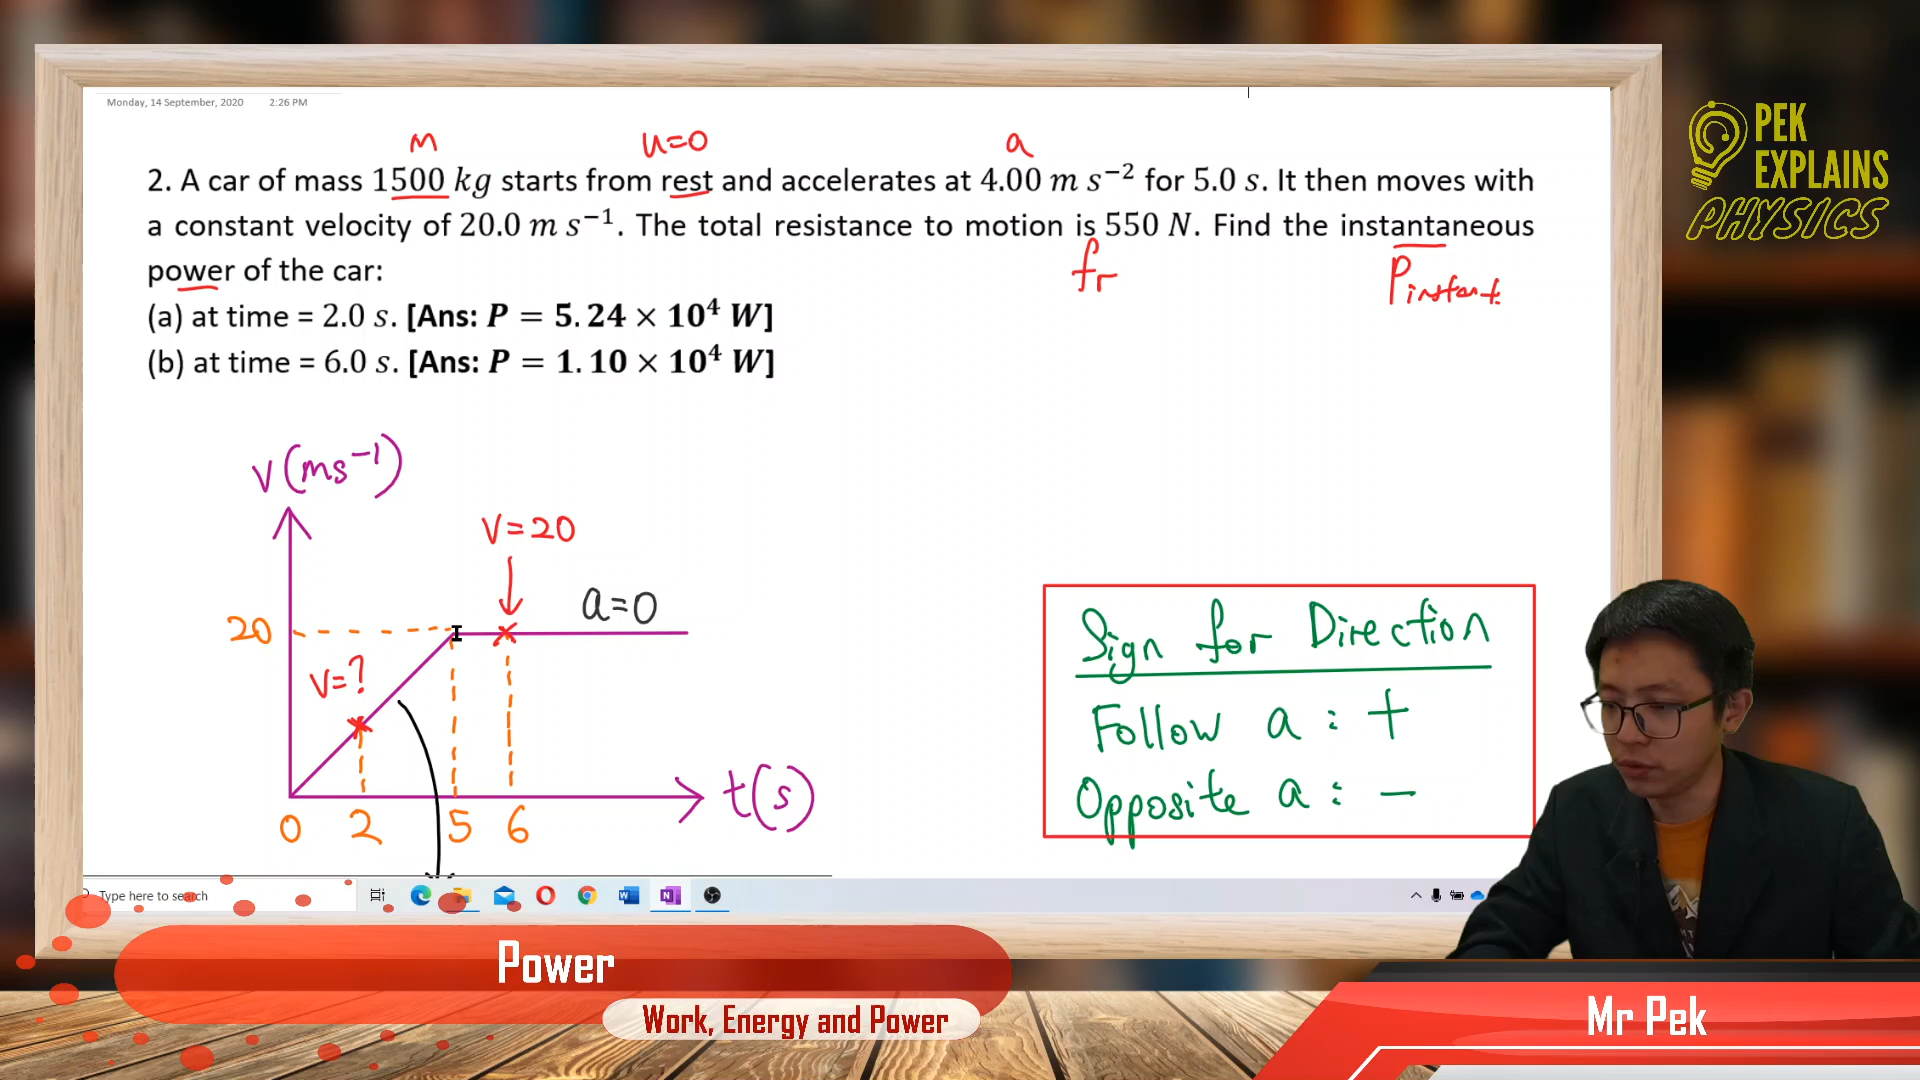 Monday, 14 September, 2020 2:26 PM
m u=0 a
2. A car of mass 1500 kg starts from rest and accelerates at 4.00 m s⁻² for 5.0 s. It then moves with
a constant velocity of 20.0 m s⁻¹. The total resistance to motion is 550 N. Find the instantaneous
power of the car:
fr
Pinstant.
(a) at time = 2.0 s. [Ans: P = 5.24 × 10⁴ W]
(b) at time = 6.0 s. [Ans: P = 1.10 × 10⁴ W]
PEK
EXPLAINS
PHYSICS
v(ms⁻¹)
v=20
a=0
20
v=?
t(s)
0 2 5 6
Sign for Direction
Follow a : +
Opposite a : −
Type here to search
Power
Work, Energy and Power
Mr Pek